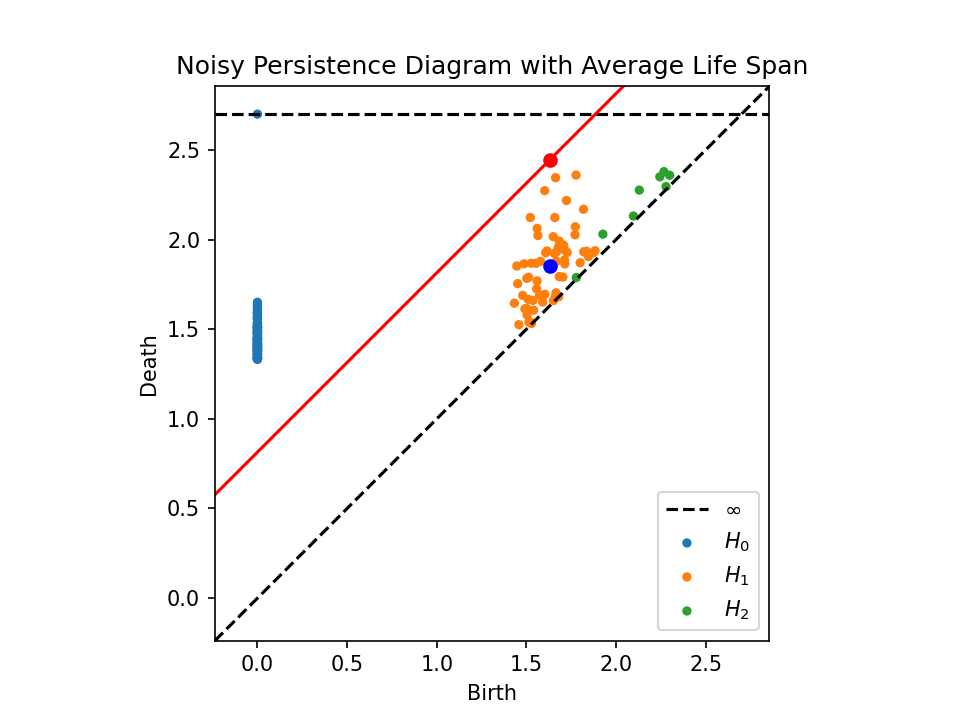 Noisy Persistence Diagram with Average Life Span
Death
2.5
2.0
1.5
1.0
0.5
0.0
∞
H₀
H₁
H₂
0.0 0.5 1.0 1.5 2.0 2.5
Birth